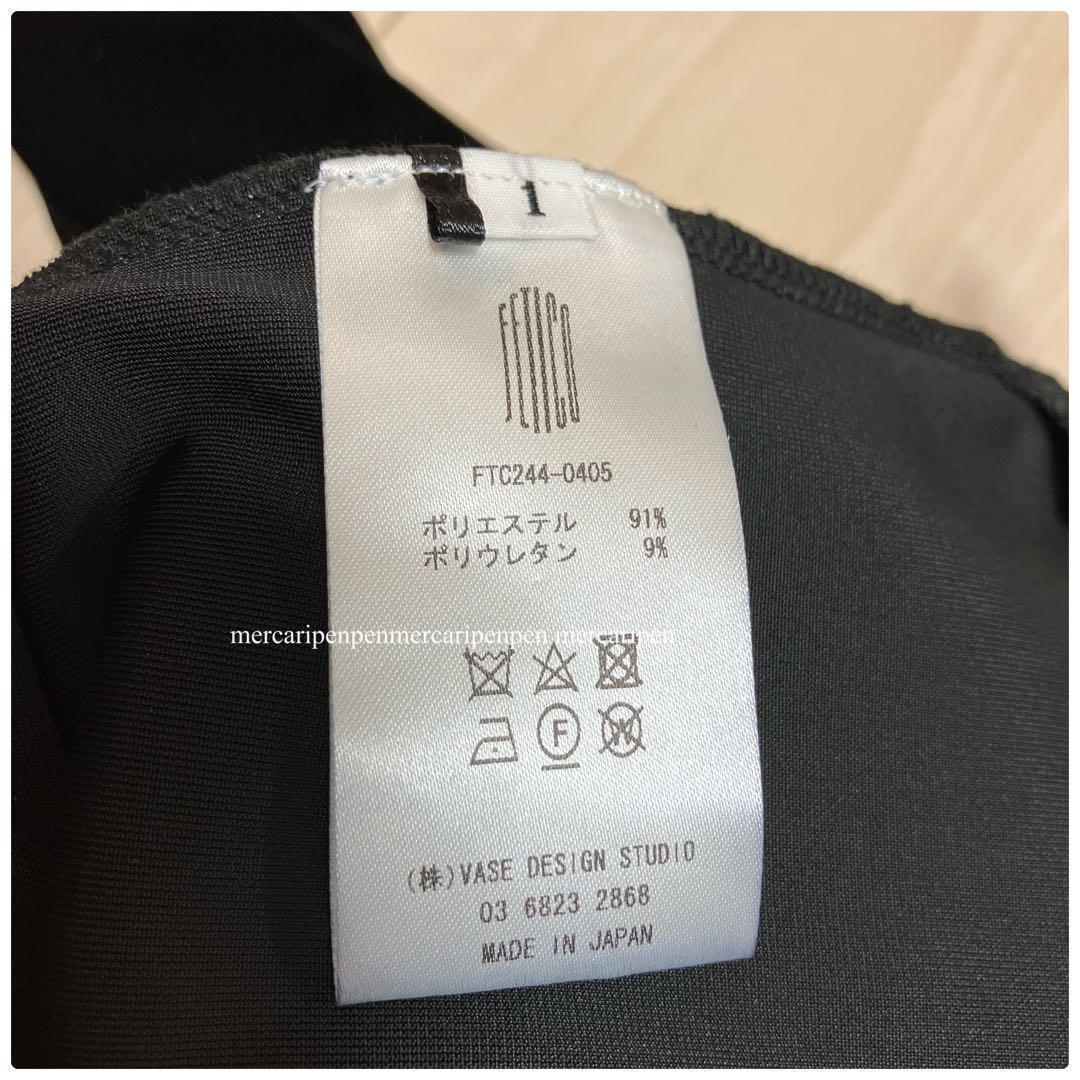 1
FETICO
FTC244-0405
ポリエステル 91%
ポリウレタン 9%
mercaripenpenmercaripenpen mercaripen
F
W
(株)VASE DESIGN STUDIO
03 6823 2868
MADE IN JAPAN